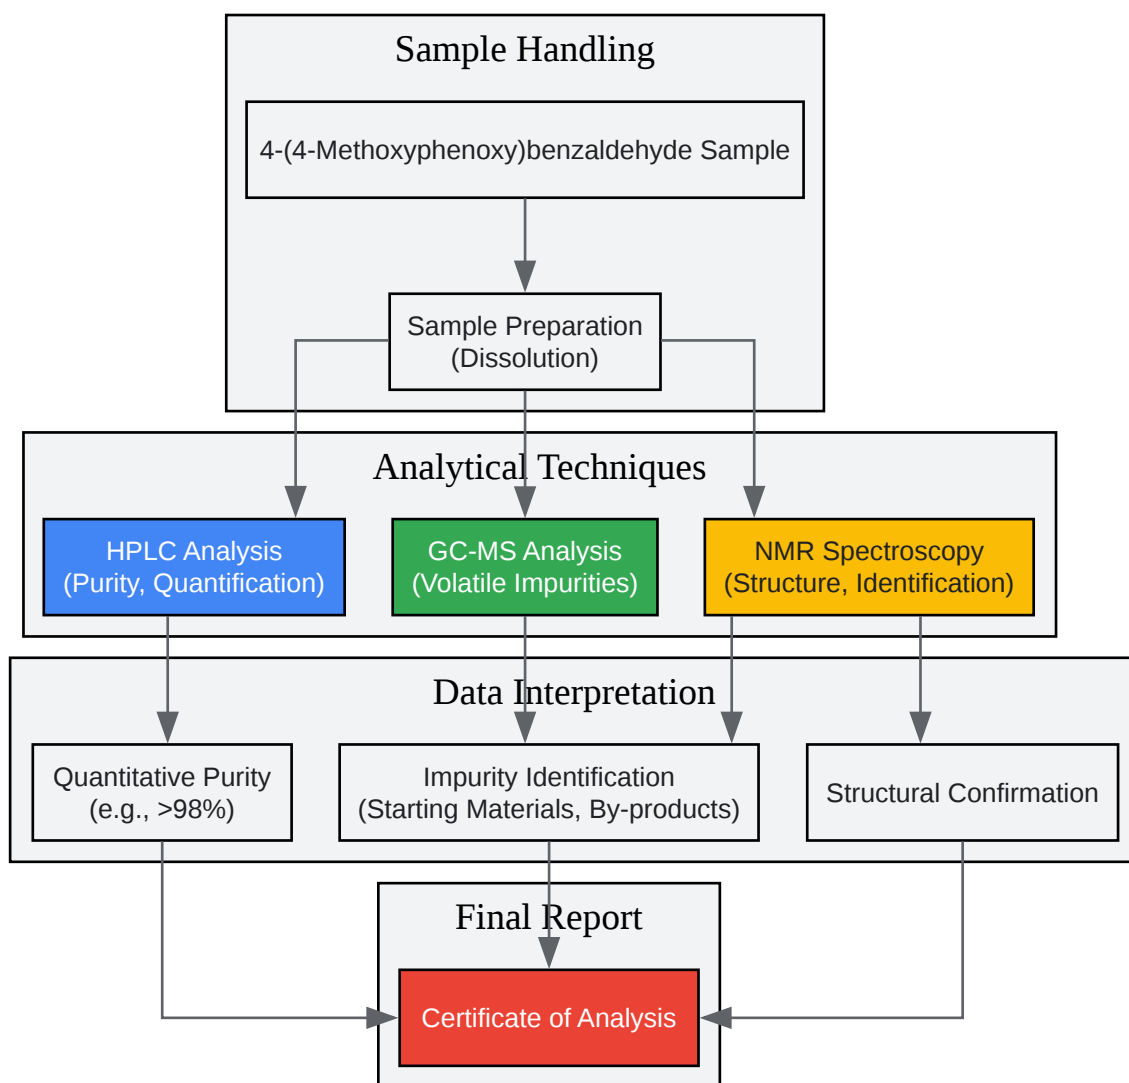 Sample Handling
4-(4-Methoxyphenoxy)benzaldehyde Sample
Sample Preparation
(Dissolution)
Analytical Techniques
HPLC Analysis
(Purity, Quantification)
GC-MS Analysis
(Volatile Impurities)
NMR Spectroscopy
(Structure, Identification)
Data Interpretation
Quantitative Purity
(e.g., >98%)
Impurity Identification
(Starting Materials, By-products)
Structural Confirmation
Final Report
Certificate of Analysis